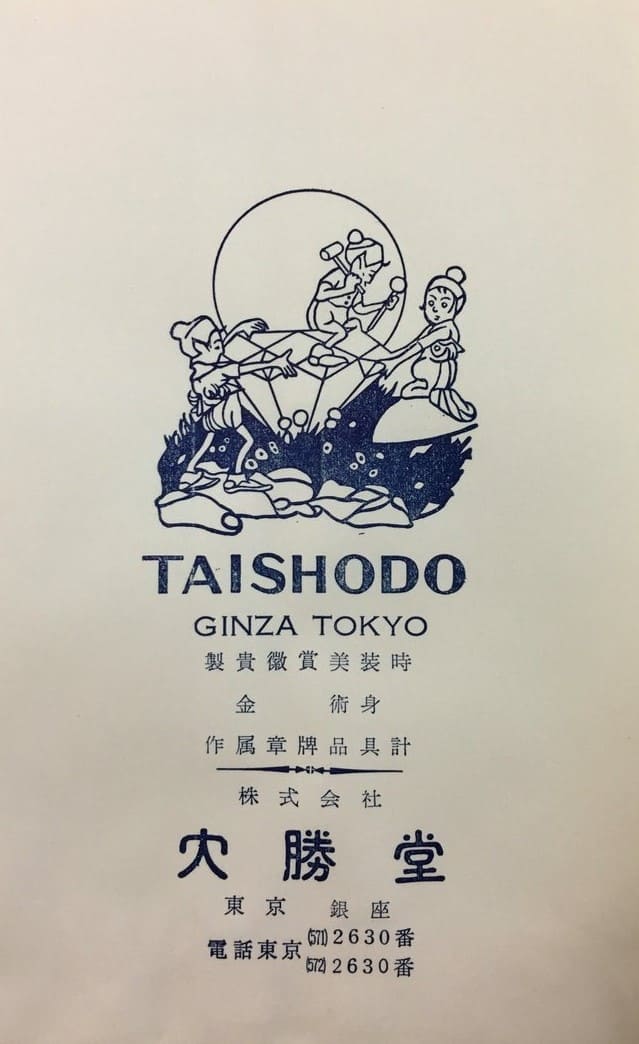 TAISHODO
GINZA TOKYO
時計
装身具
美術品
賞牌
徽章
貴金属
製作
株式会社
大勝堂
東京 銀座
電話東京 (571)2630番
(572)2630番